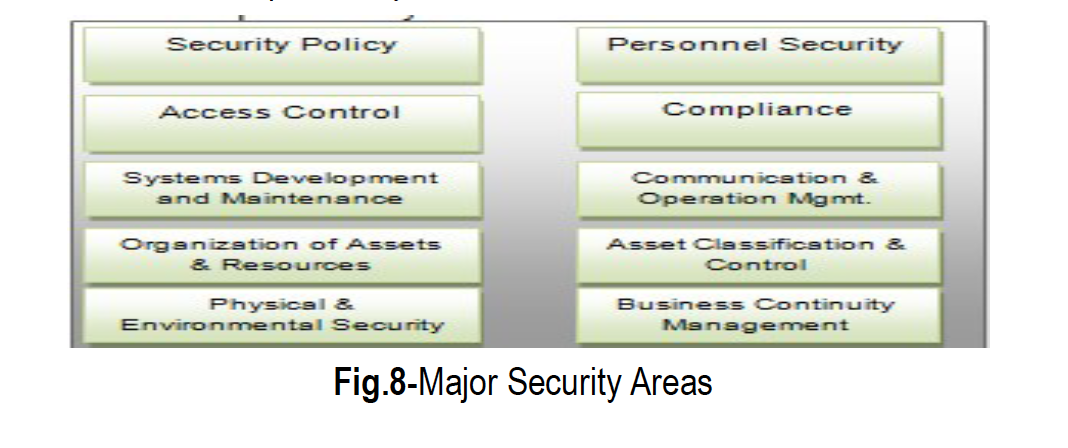 Security Policy
Personnel Security
Access Control
Compliance
Systems Development
and Maintenance
Communication &
Operation Mgmt.
Organization of Assets
& Resources
Asset Classification &
Control
Physical &
Environmental Security
Business Continuity
Management
Fig.8-Major Security Areas